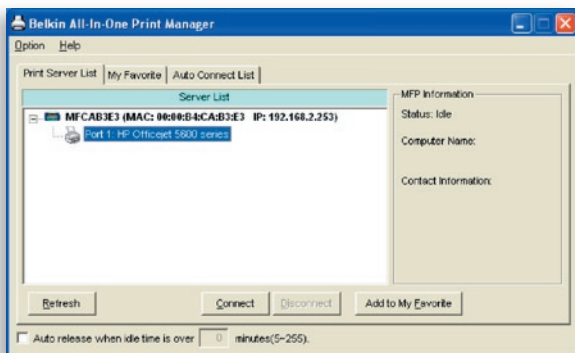 Belkin All-In-One Print Manager
Option Help
Print Server List My Favorite Auto Connect List
Server List
MFCAB3E3 (MAC: 00:00:B4:CA:B3:E3 IP: 192.168.2.253)
Port 1: HP Officejet 5600 series
MFP Information
Status: Idle
Computer Name:
Contact Information:
Refresh Connect Disconnect Add to My Favorite
Auto release when idle time is over 0 minutes(5~255).